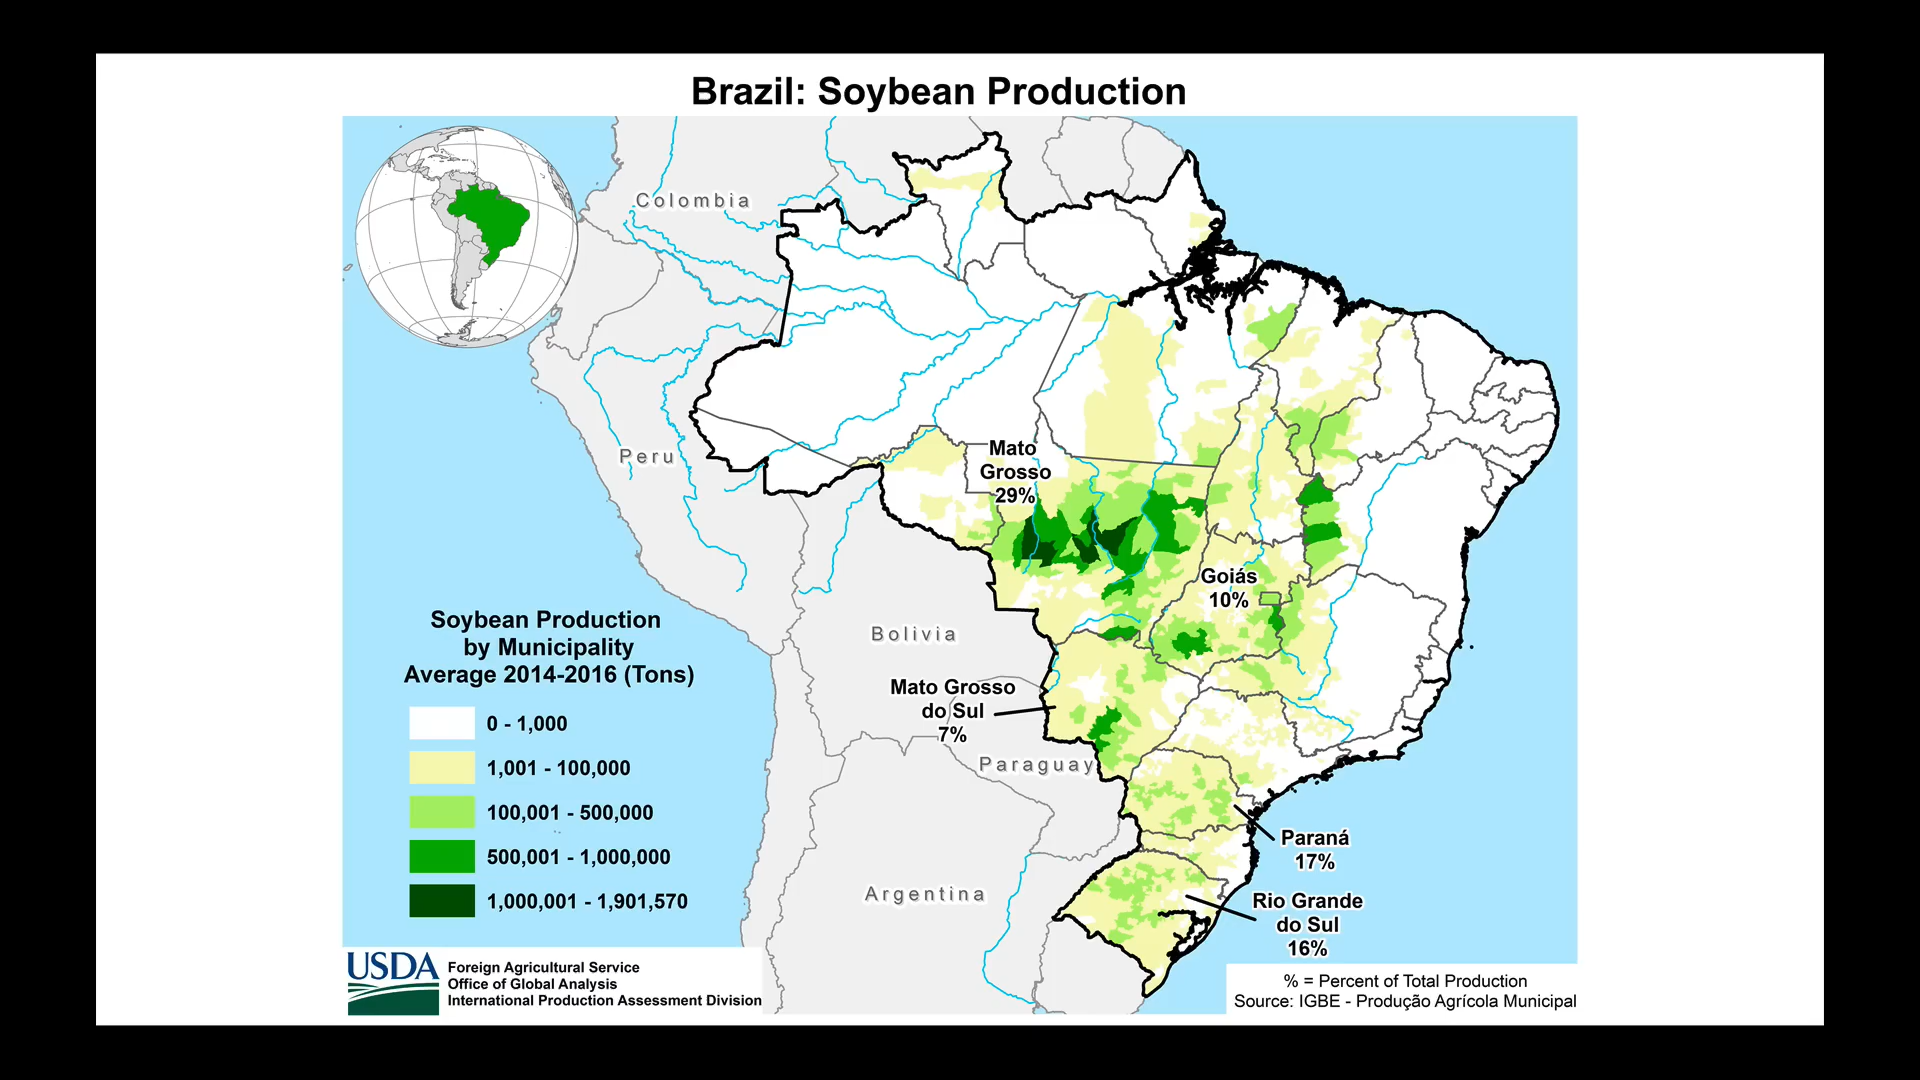 Brazil: Soybean Production
Colombia
Peru
Mato
Grosso
29%
Goiás
10%
Bolivia
Mato Grosso
do Sul
7%
Paraguay
Paraná
17%
Argentina
Rio Grande
do Sul
16%
Soybean Production
by Municipality
Average 2014-2016 (Tons)
0 - 1,000
1,001 - 100,000
100,001 - 500,000
500,001 - 1,000,000
1,000,001 - 1,901,570
USDA
Foreign Agricultural Service
Office of Global Analysis
International Production Assessment Division
% = Percent of Total Production
Source: IGBE - Produção Agrícola Municipal